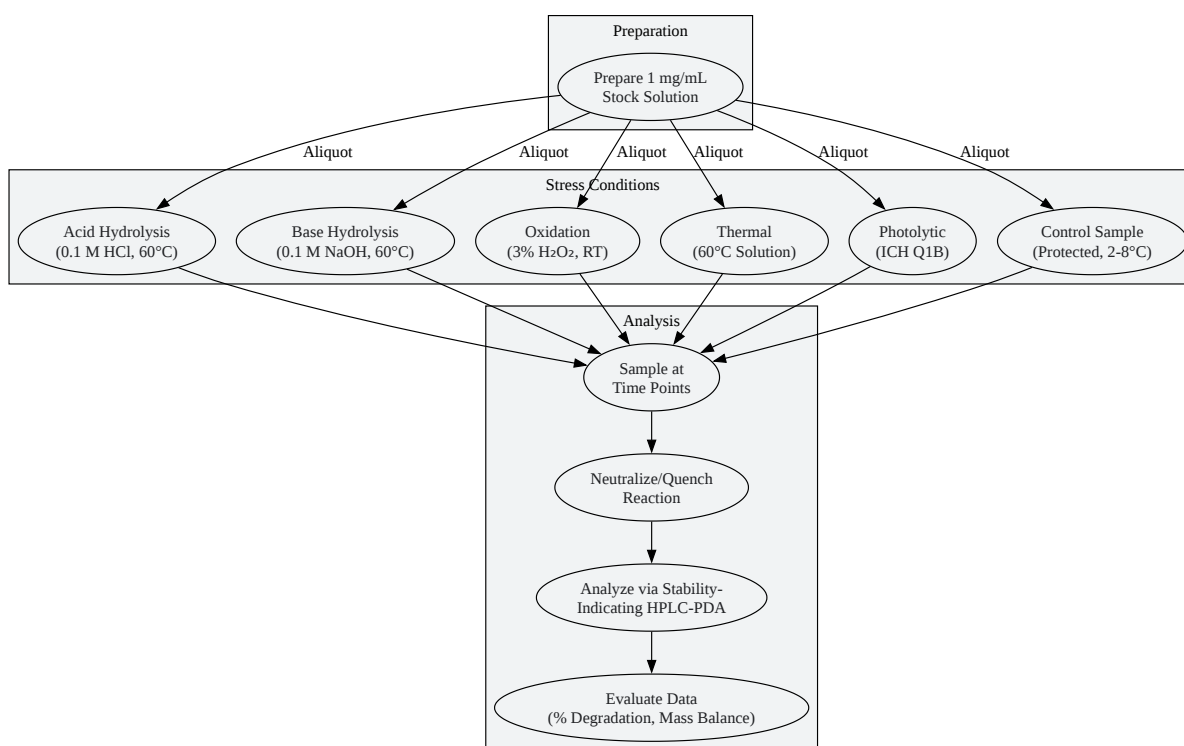 Preparation
Prepare 1 mg/mL
Stock Solution
Aliquot
Aliquot
Aliquot
Aliquot
Aliquot
Aliquot
Stress Conditions
Acid Hydrolysis
(0.1 M HCl, 60°C)
Base Hydrolysis
(0.1 M NaOH, 60°C)
Oxidation
(3% H₂O₂, RT)
Thermal
(60°C Solution)
Photolytic
(ICH Q1B)
Control Sample
(Protected, 2-8°C)
Analysis
Sample at
Time Points
Neutralize/Quench
Reaction
Analyze via Stability-
Indicating HPLC-PDA
Evaluate Data
(% Degradation, Mass Balance)